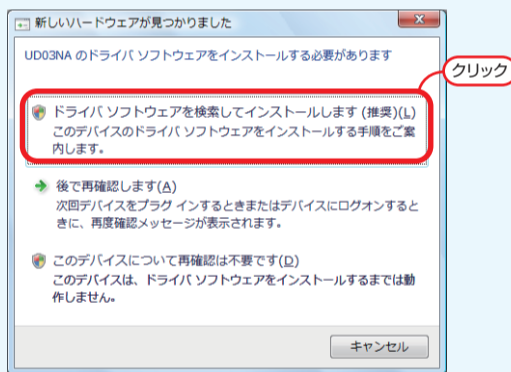 新しいハードウェアが見つかりました
UD03NA のドライバ ソフトウェアをインストールする必要があります
クリック
ドライバ ソフトウェアを検索してインストールします (推奨)(L)
このデバイスのドライバ ソフトウェアをインストールする手順をご案
内します。
後で再確認します(A)
次回デバイスをプラグ インするときまたはデバイスにログオンすると
きに、再度確認メッセージが表示されます。
このデバイスについて再確認は不要です(D)
このデバイスは、ドライバ ソフトウェアをインストールするまでは動
作しません。
キャンセル